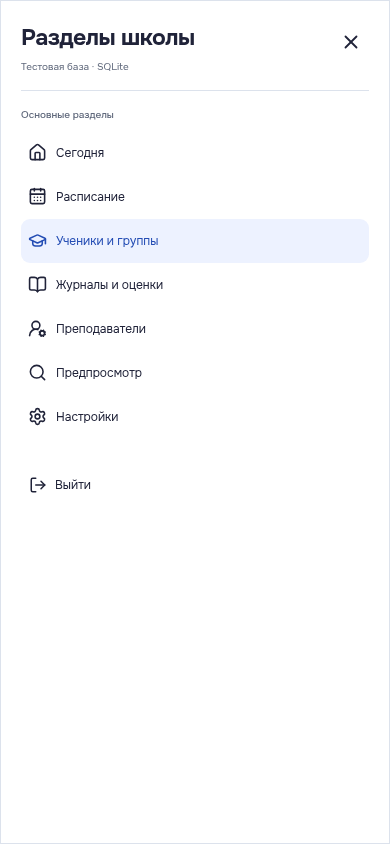 Разделы школы
Тестовая база · SQLite
Основные разделы
Сегодня
Расписание
Ученики и группы
Журналы и оценки
Преподаватели
Предпросмотр
Настройки
Выйти